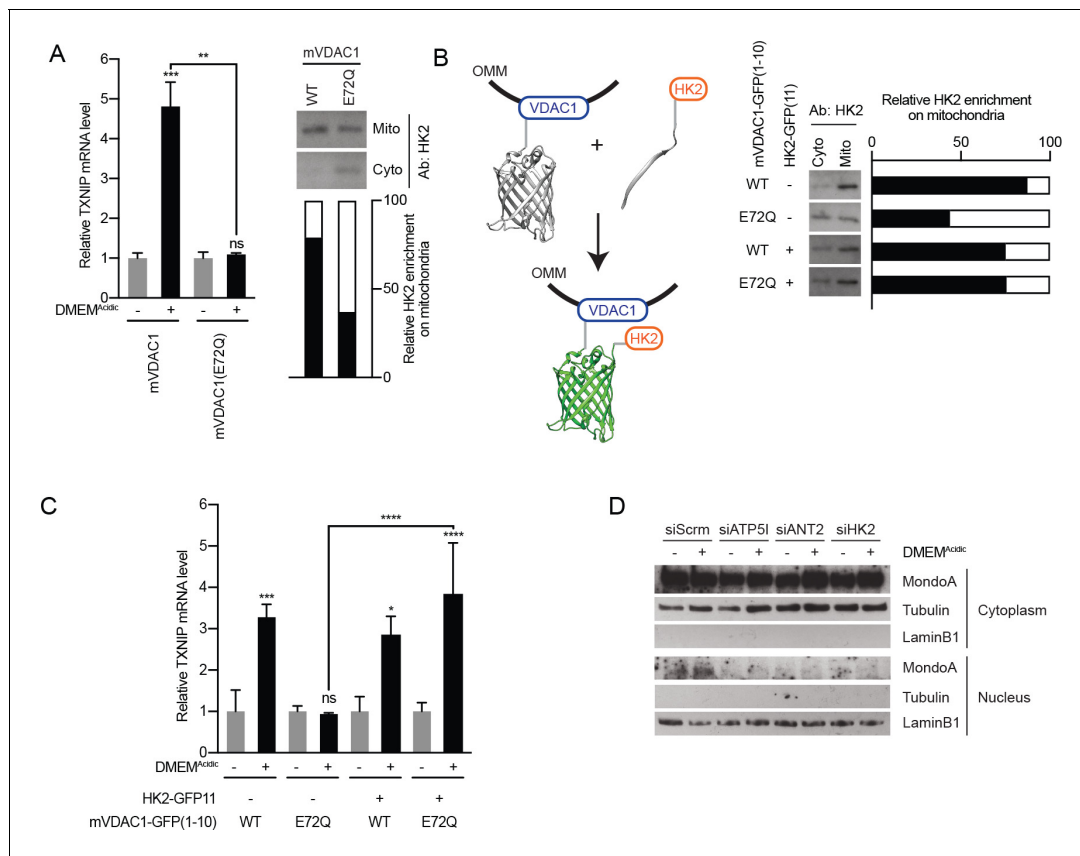 A
Relative TXNIP mRNA level
6
5
4
3
2
1
0
***
**
ns
DMEM^Acidic - + - +
mVDAC1
mVDAC1(E72Q)
mVDAC1
WT
E72Q
Mito
Cyto
Ab: HK2
100
50
0
Relative HK2 enrichment
on mitochondria
B
OMM
VDAC1
+
HK2
OMM
VDAC1
HK2
mVDAC1-GFP(1-10)
HK2-GFP(11)
Ab: HK2
Cyto
Mito
Relative HK2 enrichment
on mitochondria
0 50 100
WT -
E72Q -
WT +
E72Q +
C
Relative TXNIP mRNA level
6
5
4
3
2
1
0
***
ns
****
*
****
DMEM^Acidic - + - + - + - +
HK2-GFP11 - - + +
mVDAC1-GFP(1-10) WT E72Q WT E72Q
D
siScrm siATP5I siANT2 siHK2
- + - + - + - + DMEM^Acidic
MondoA
Tubulin
LaminB1
Cytoplasm
MondoA
Tubulin
LaminB1
Nucleus